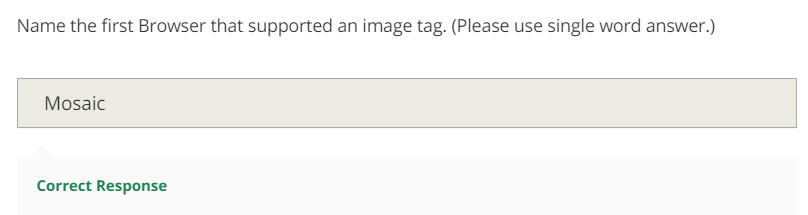 Name the first Browser that supported an image tag. (Please use single word answer.)
Mosaic
Correct Response